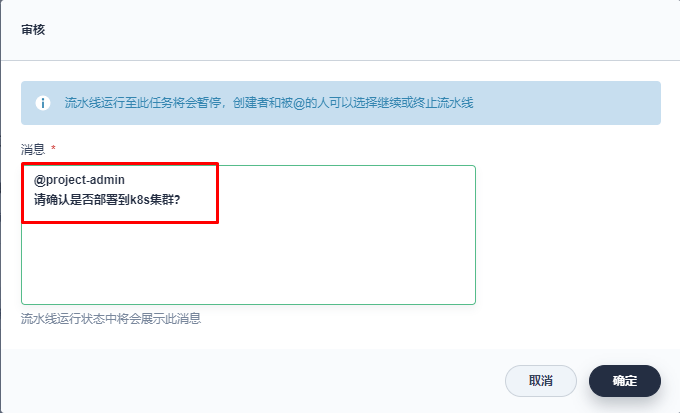 审核
流水线运行至此任务将会暂停，创建者和被@的人可以选择继续或终止流水线
消息 *
@project-admin
请确认是否部署到k8s集群？
流水线运行状态中将会展示此消息
取消
确定